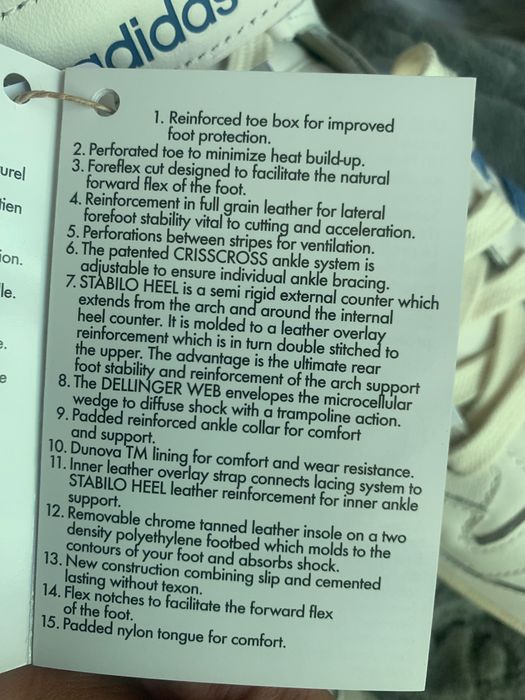 adidas
urel
tien
ion.
le.
e.
e
1. Reinforced toe box for improved
foot protection.
2. Perforated toe to minimize heat build-up.
3. Foreflex cut designed to facilitate the natural
forward flex of the foot.
4. Reinforcement in full grain leather for lateral
forefoot stability vital to cutting and acceleration.
5. Perforations between stripes for ventilation.
6. The patented CRISSCROSS ankle system is
adjustable to ensure individual ankle bracing.
7. STABILO HEEL is a semi rigid external counter which
extends from the arch and around the internal
heel counter. It is molded to a leather overlay
reinforcement which is in turn double stitched to
the upper. The advantage is the ultimate rear
foot stability and reinforcement of the arch support
8. The DELLINGER WEB envelopes the microcellular
wedge to diffuse shock with a trampoline action.
9. Padded reinforced ankle collar for comfort
and support.
10. Dunova TM lining for comfort and wear resistance.
11. Inner leather overlay strap connects lacing system to
STABILO HEEL leather reinforcement for inner ankle
support.
12. Removable chrome tanned leather insole on a two
density polyethylene footbed which molds to the
contours of your foot and absorbs shock.
13. New construction combining slip and cemented
lasting without texon.
14. Flex notches to facilitate the forward flex
of the foot.
15. Padded nylon tongue for comfort.